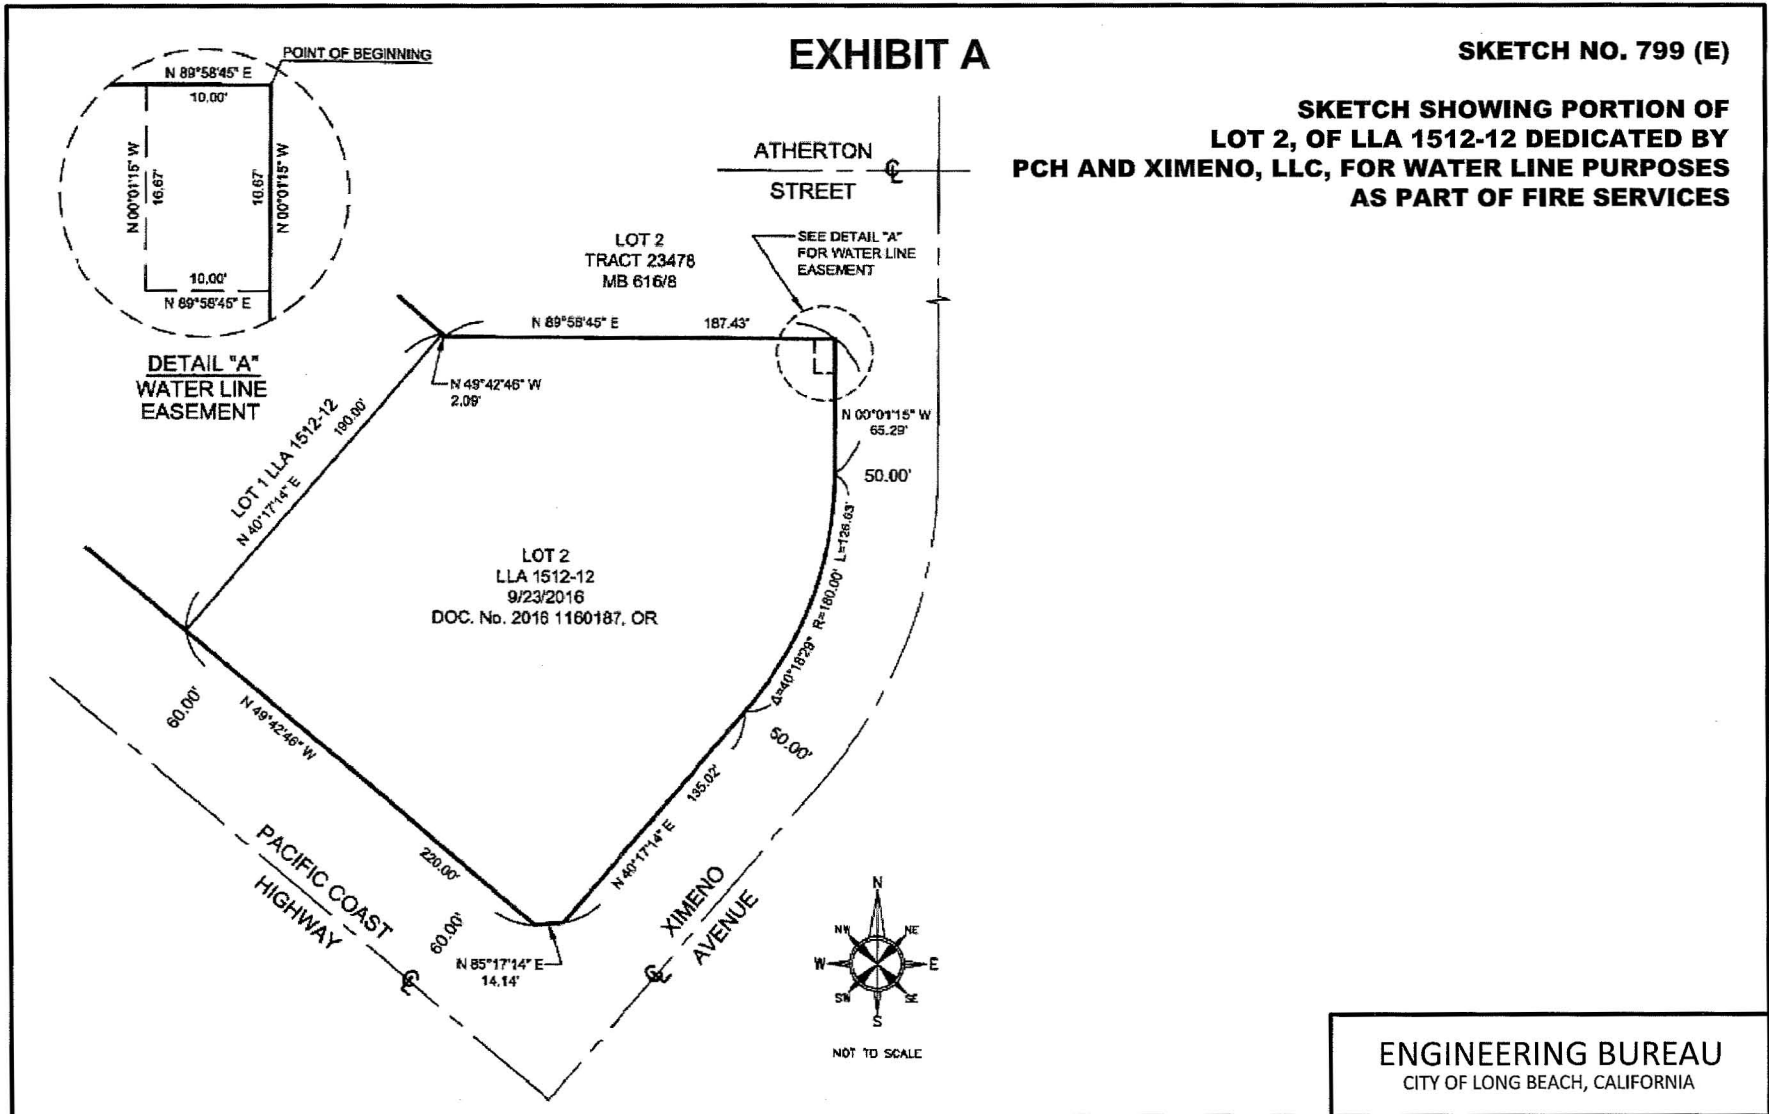 EXHIBIT A
SKETCH NO. 799 (E)
SKETCH SHOWING PORTION OF
LOT 2, OF LLA 1512-12 DEDICATED BY
PCH AND XIMENO, LLC, FOR WATER LINE PURPOSES
AS PART OF FIRE SERVICES
POINT OF BEGINNING
N 89°58'45" E
10.00'
N 00°01'15" W
16.67'
16.67'
N 00°01'15" W
10.00'
N 89°58'45" E
DETAIL "A"
WATER LINE
EASEMENT
ATHERTON
STREET
CL
SEE DETAIL "A"
FOR WATER LINE
EASEMENT
LOT 2
TRACT 23478
MB 616/8
N 89°58'45" E
187.43'
N 49°42'46" W
2.09'
LOT 1 LLA 1512-12
190.00'
N 40°17'14" E
N 00°01'15" W
65.29'
50.00'
Δ=40°18'29" R=180.00' L=126.63'
LOT 2
LLA 1512-12
9/23/2016
DOC. No. 2016 1160187, OR
60.00'
N 49°42'46" W
220.00'
50.00'
135.02'
N 40°17'14" E
PACIFIC COAST
HIGHWAY
CL
60.00'
N 85°17'14" E
14.14'
XIMENO
AVENUE
CL
N
NW
NE
W
E
SW
SE
S
NOT TO SCALE
ENGINEERING BUREAU
CITY OF LONG BEACH, CALIFORNIA